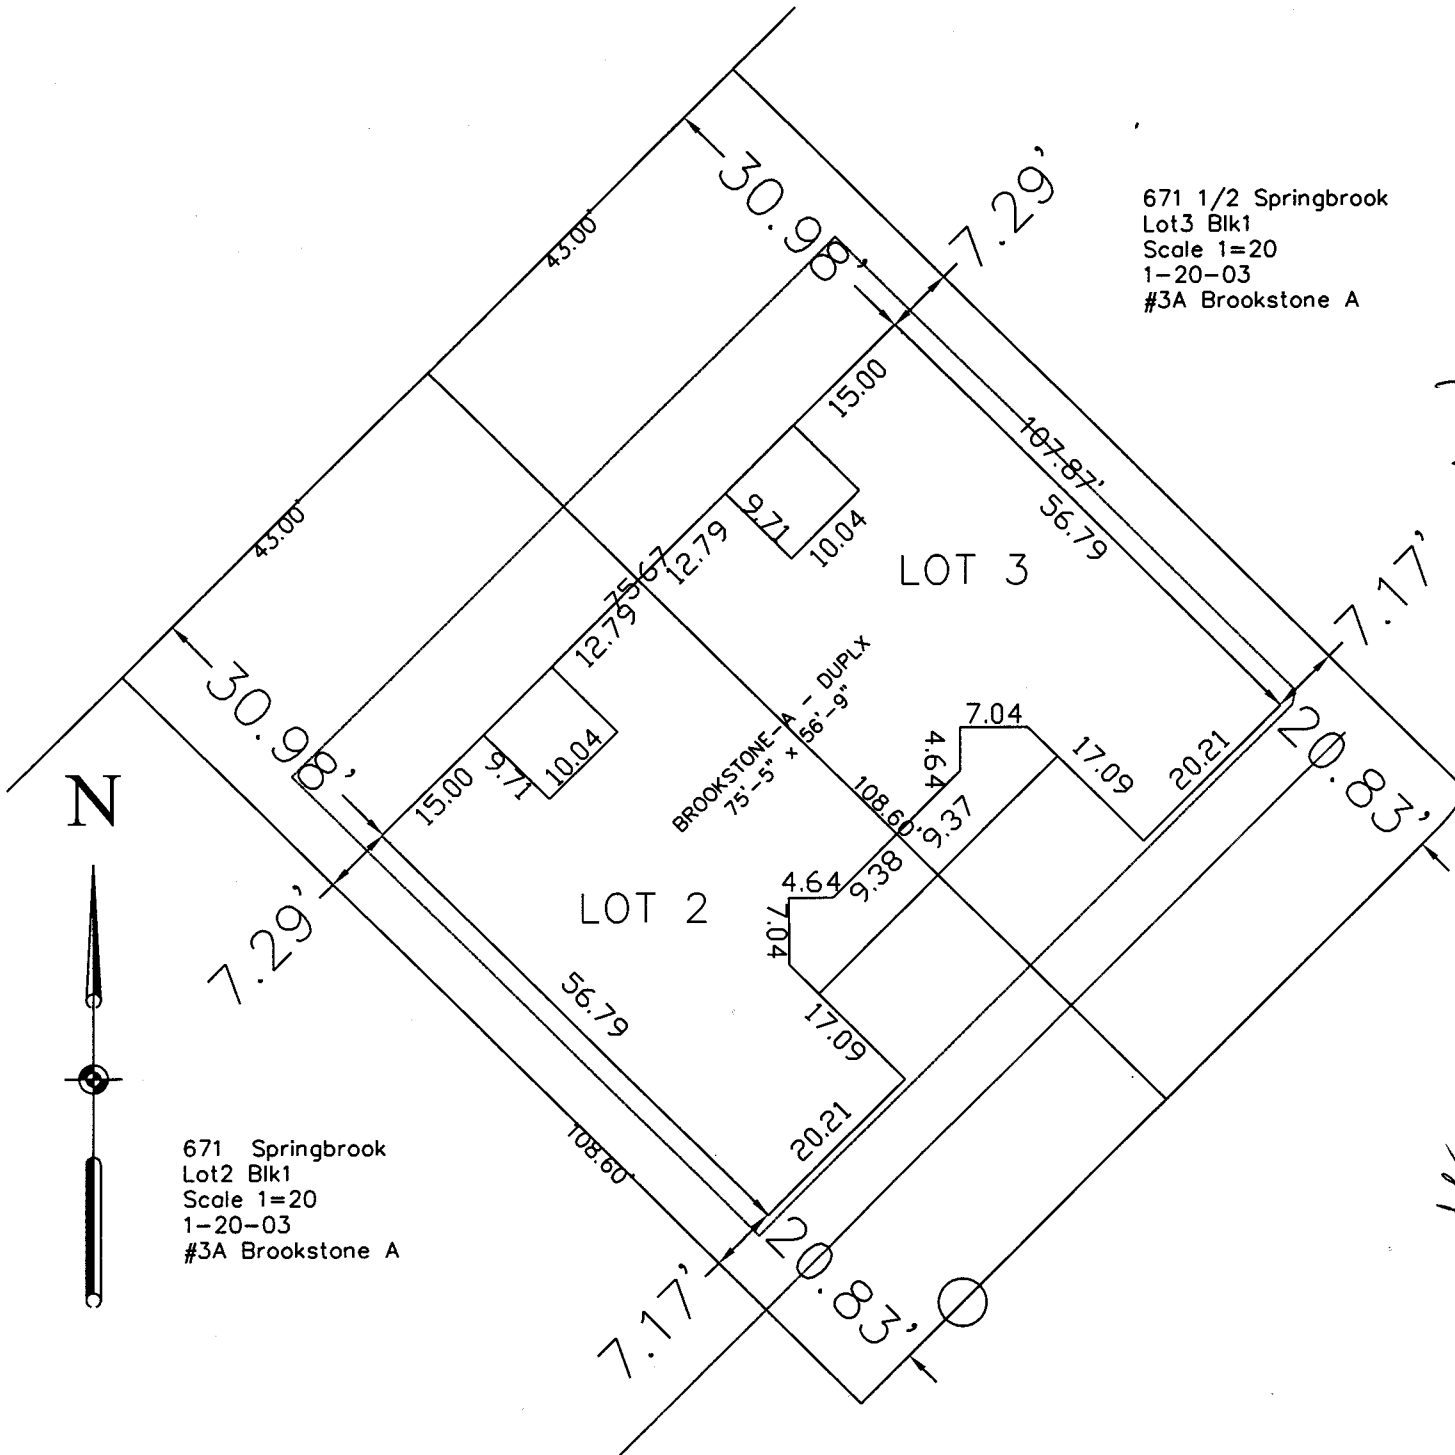 30.98'
7.29'
671 1/2 Springbrook
Lot3 Blk1
Scale 1=20
1-20-03
#3A Brookstone A
43.00'
15.00
107.87'
56.79
9.71
10.04
12.79
75.67
12.79
LOT 3
7.17'
43.00'
30.98'
9.71
10.04
15.00
BROOKSTONE-A - DUPLX
75'-5" x 56'-9"
7.04
4.64
17.09
20.21
20.83'
108.60'
9.37
9.38
4.64
7.04
LOT 2
N
7.29'
56.79
17.09
20.21
108.60'
671 Springbrook
Lot2 Blk1
Scale 1=20
1-20-03
#3A Brookstone A
20.83'
7.17'